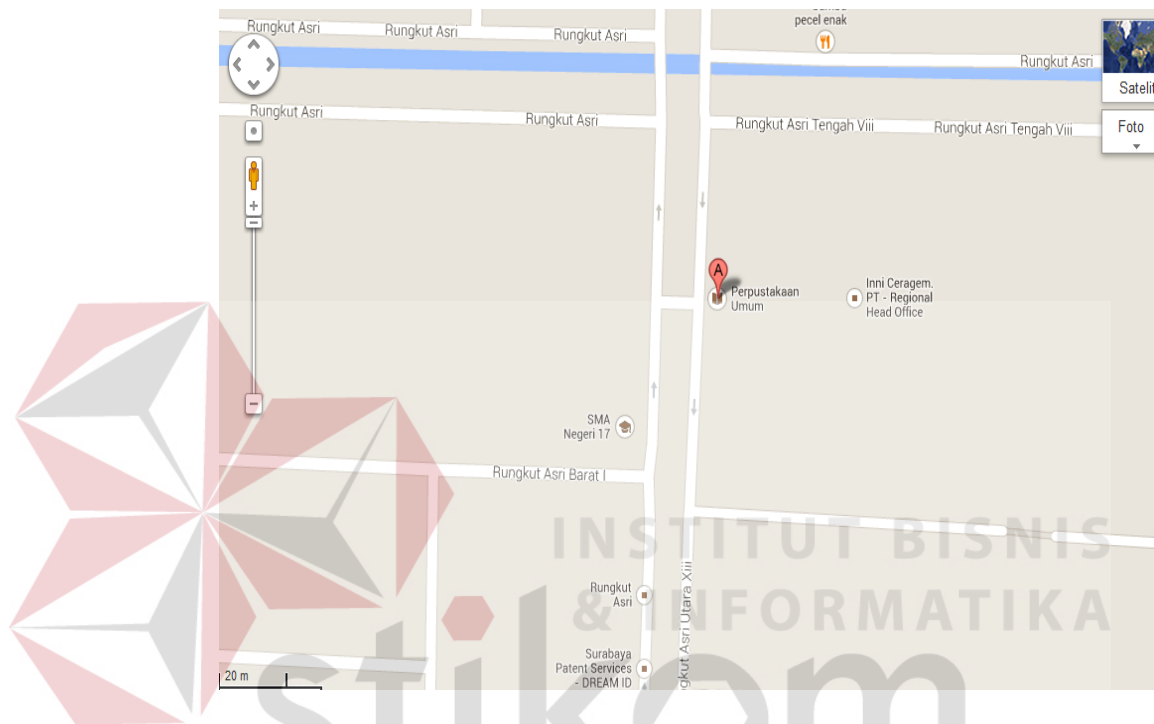 Rungkut Asri
Rungkut Asri
Rungkut Asri
pecel enak
Rungkut Asri
Satelit
Rungkut Asri
Rungkut Asri
Rungkut Asri Tengah Viii
Rungkut Asri Tengah Viii
Foto
A
Perpustakaan
Umum
Inni Ceragem.
PT - Regional
Head Office
SMA
Negeri 17
Rungkut Asri Barat I
INSTITUT BISNIS
& INFORMATIKA
stikom
Rungkut
Asri
gkut Asri Utara Xiii
Surabaya
Patent Services
- DREAM ID
20 m